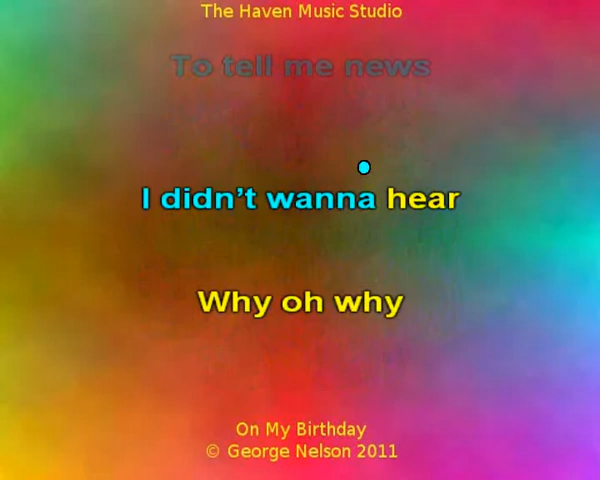 The Haven Music Studio
To tell me news
I didn’t wanna hear
Why oh why
On My Birthday
© George Nelson 2011